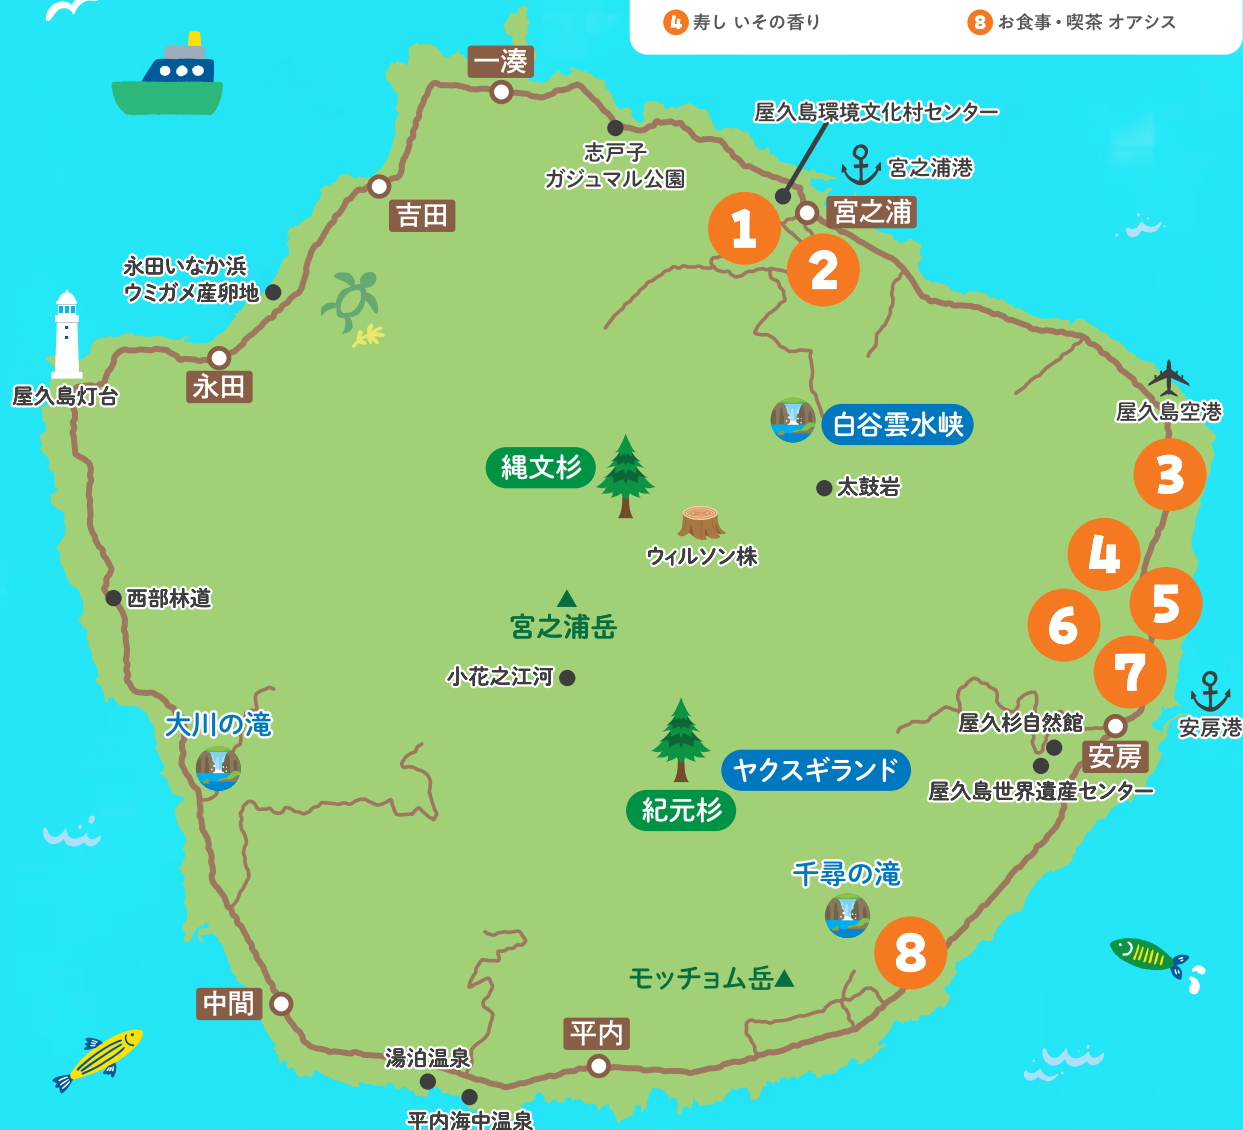 4 寿し いその香り
8 お食事・喫茶 オアシス
一湊
屋久島環境文化村センター
志戸子
ガジュマル公園
宮之浦港
吉田
宮之浦
1
2
永田いなか浜
ウミガメ産卵地
永田
屋久島灯台
屋久島空港
白谷雲水峡
縄文杉
3
太鼓岩
ウィルソン株
4
西部林道
5
宮之浦岳
6
小花之江河
7
大川の滝
屋久杉自然館
安房港
安房
ヤクスギランド
屋久島世界遺産センター
紀元杉
千尋の滝
8
モッチョム岳
中間
平内
湯泊温泉
平内海中温泉